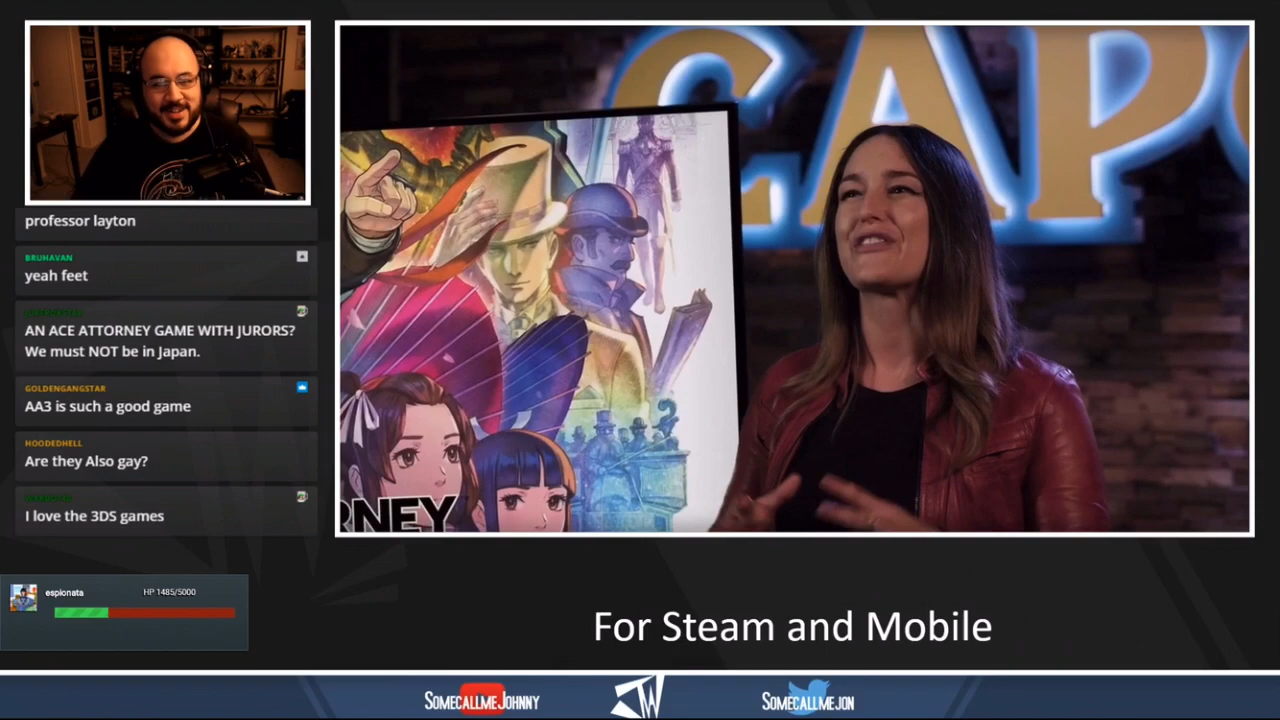 professor layton
BRUHAVAN
yeah feet
AN ACE ATTORNEY GAME WITH JURORS?
We must NOT be in Japan.
GOLDENGANGSTAR
AA3 is such a good game
HOODEDHELL
Are they Also gay?
I love the 3DS games
CAPC
RNEY
espionata
HP 1485/5000
For Steam and Mobile
SOMECALLMEJOHNNY
TW
SOMECALLMEJON